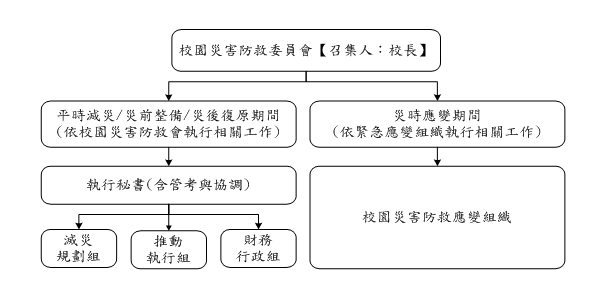 校園災害防救委員會【召集人：校長】
平時減災/災前整備/災後復原期間
(依校園災害防救會執行相關工作)
災時應變期間
(依緊急應變組織執行相關工作)
執行秘書(含管考與協調)
校園災害防救應變組織
減災
規劃組
推動
執行組
財務
行政組